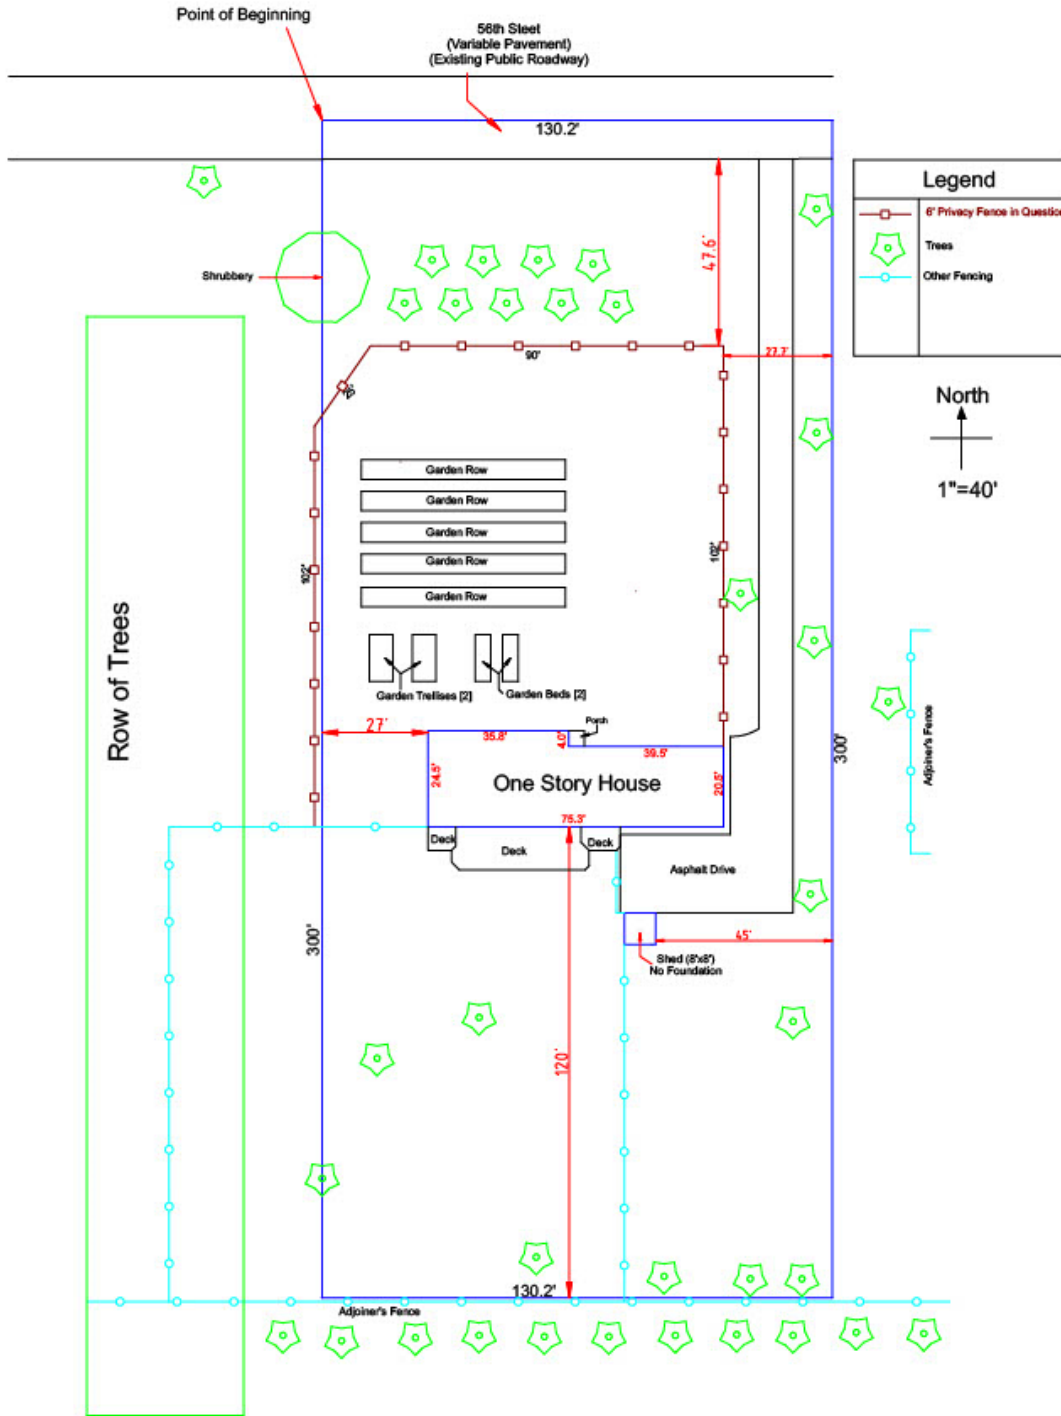 Point of Beginning
56th Steet
(Variable Pavement)
(Existing Public Roadway)
130.2'
Legend
6' Privacy Fence in Question
Trees
Other Fencing
47.6'
Shrubbery
27.7'
90'
20'
North
1"=40'
Garden Row
Garden Row
Garden Row
Garden Row
Garden Row
102'
102'
Row of Trees
Garden Trellises [2]
Garden Beds [2]
Porch
27'
35.8'
4.0'
39.5'
300'
Adjoiner's Fence
24.5'
One Story House
20.5'
75.3'
Deck
Deck
Deck
Asphalt Drive
300'
45'
Shed (8'x8')
No Foundation
120'
130.2'
Adjoiner's Fence